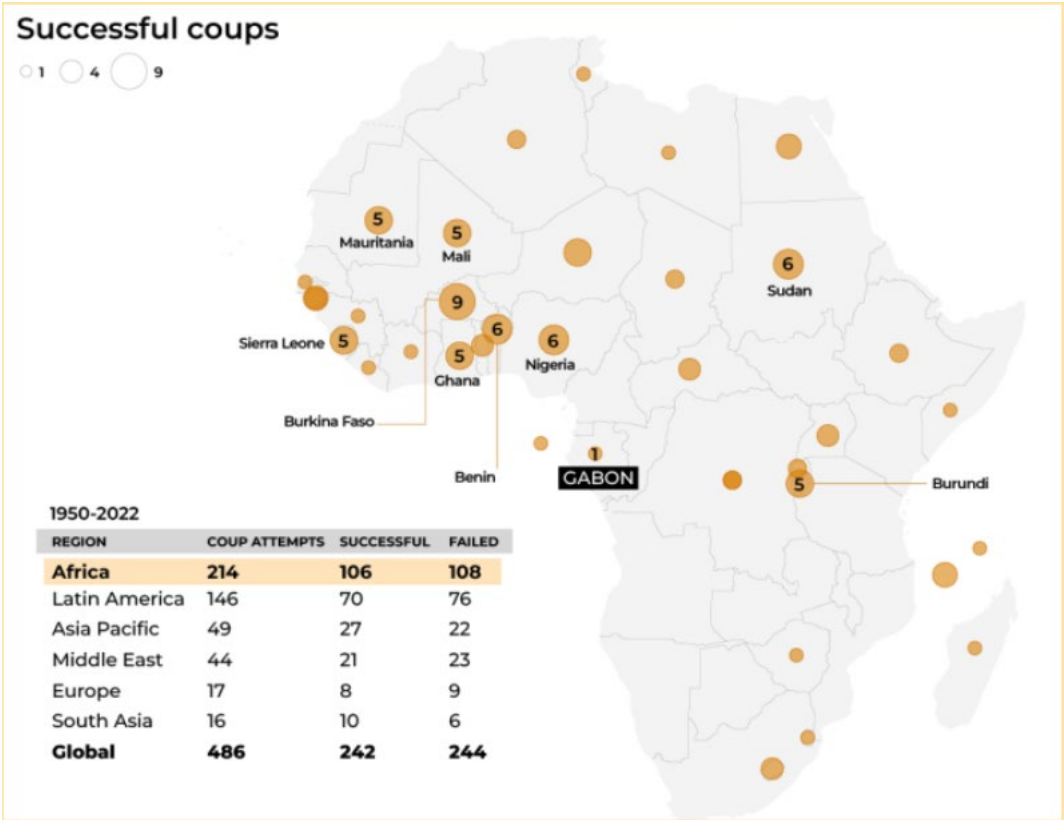 Successful coups
1 4 9
5
Mauritania
5
Mali
6
Sudan
9
6
Sierra Leone 5
5
Ghana
6
Nigeria
Burkina Faso
1
GABON
Benin
5 Burundi
1950-2022
REGION COUP ATTEMPTS SUCCESSFUL FAILED
Africa 214 106 108
Latin America 146 70 76
Asia Pacific 49 27 22
Middle East 44 21 23
Europe 17 8 9
South Asia 16 10 6
Global 486 242 244